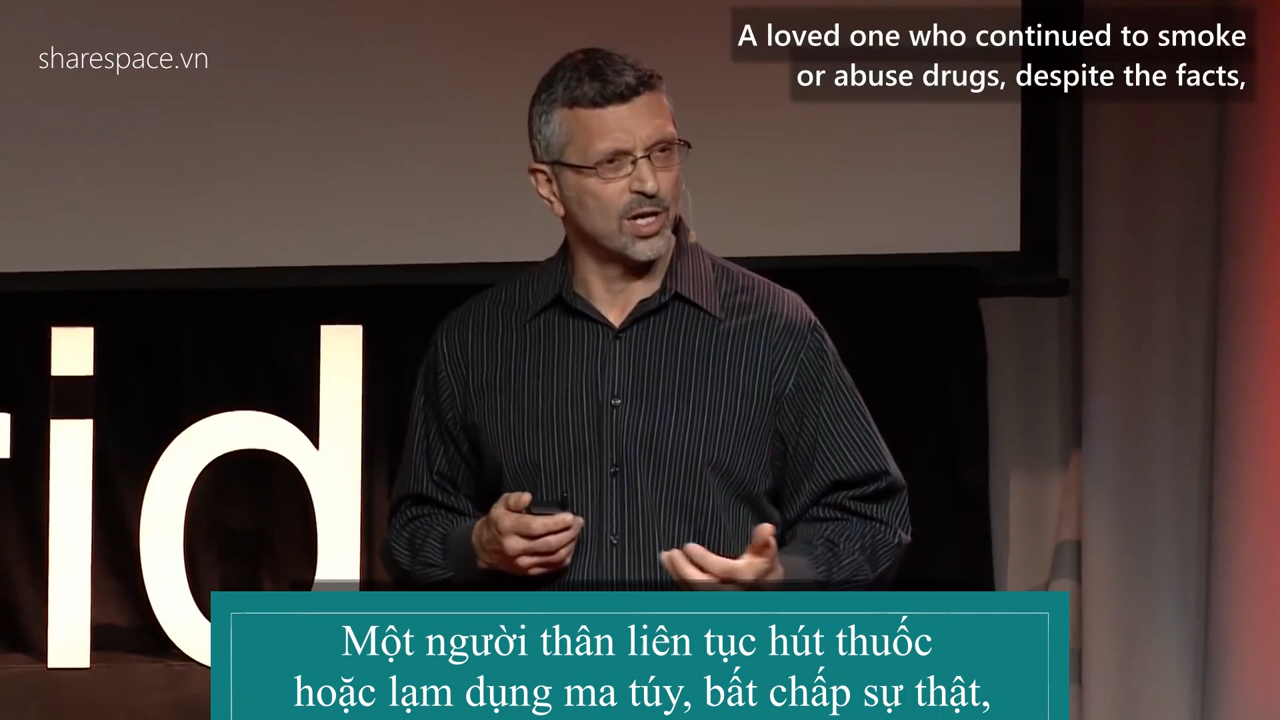 sharespace.vn
A loved one who continued to smoke
or abuse drugs, despite the facts,
rid
Một người thân liên tục hút thuốc
hoặc lạm dụng ma túy, bất chấp sự thật,